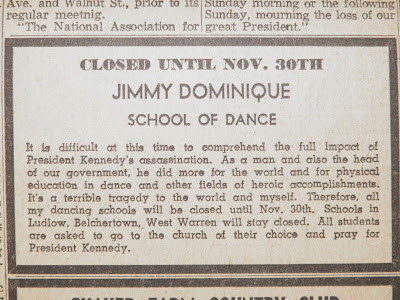 Ave. and Walnut St., prior to its
regular meetnig.
"The National Association for
Sunday morning or the following
Sunday, mourning the loss of our
great President."
CLOSED UNTIL NOV. 30TH
JIMMY DOMINIQUE
SCHOOL OF DANCE
It is difficult at this time to comprehend the full impact of
President Kennedy's assassination. As a man and also the head
of our government, he did more for the world and for physical
education in dance and other fields of heroic accomplishments.
It's a terrible tragedy to the world and myself. Therefore, all
my dancing schools will be closed until Nov. 30th. Schools in
Ludlow, Belchertown, West Warren will stay closed. All students
are asked to go to the church of their choice and pray for
President Kennedy.
FARM COUNTRY CLUB